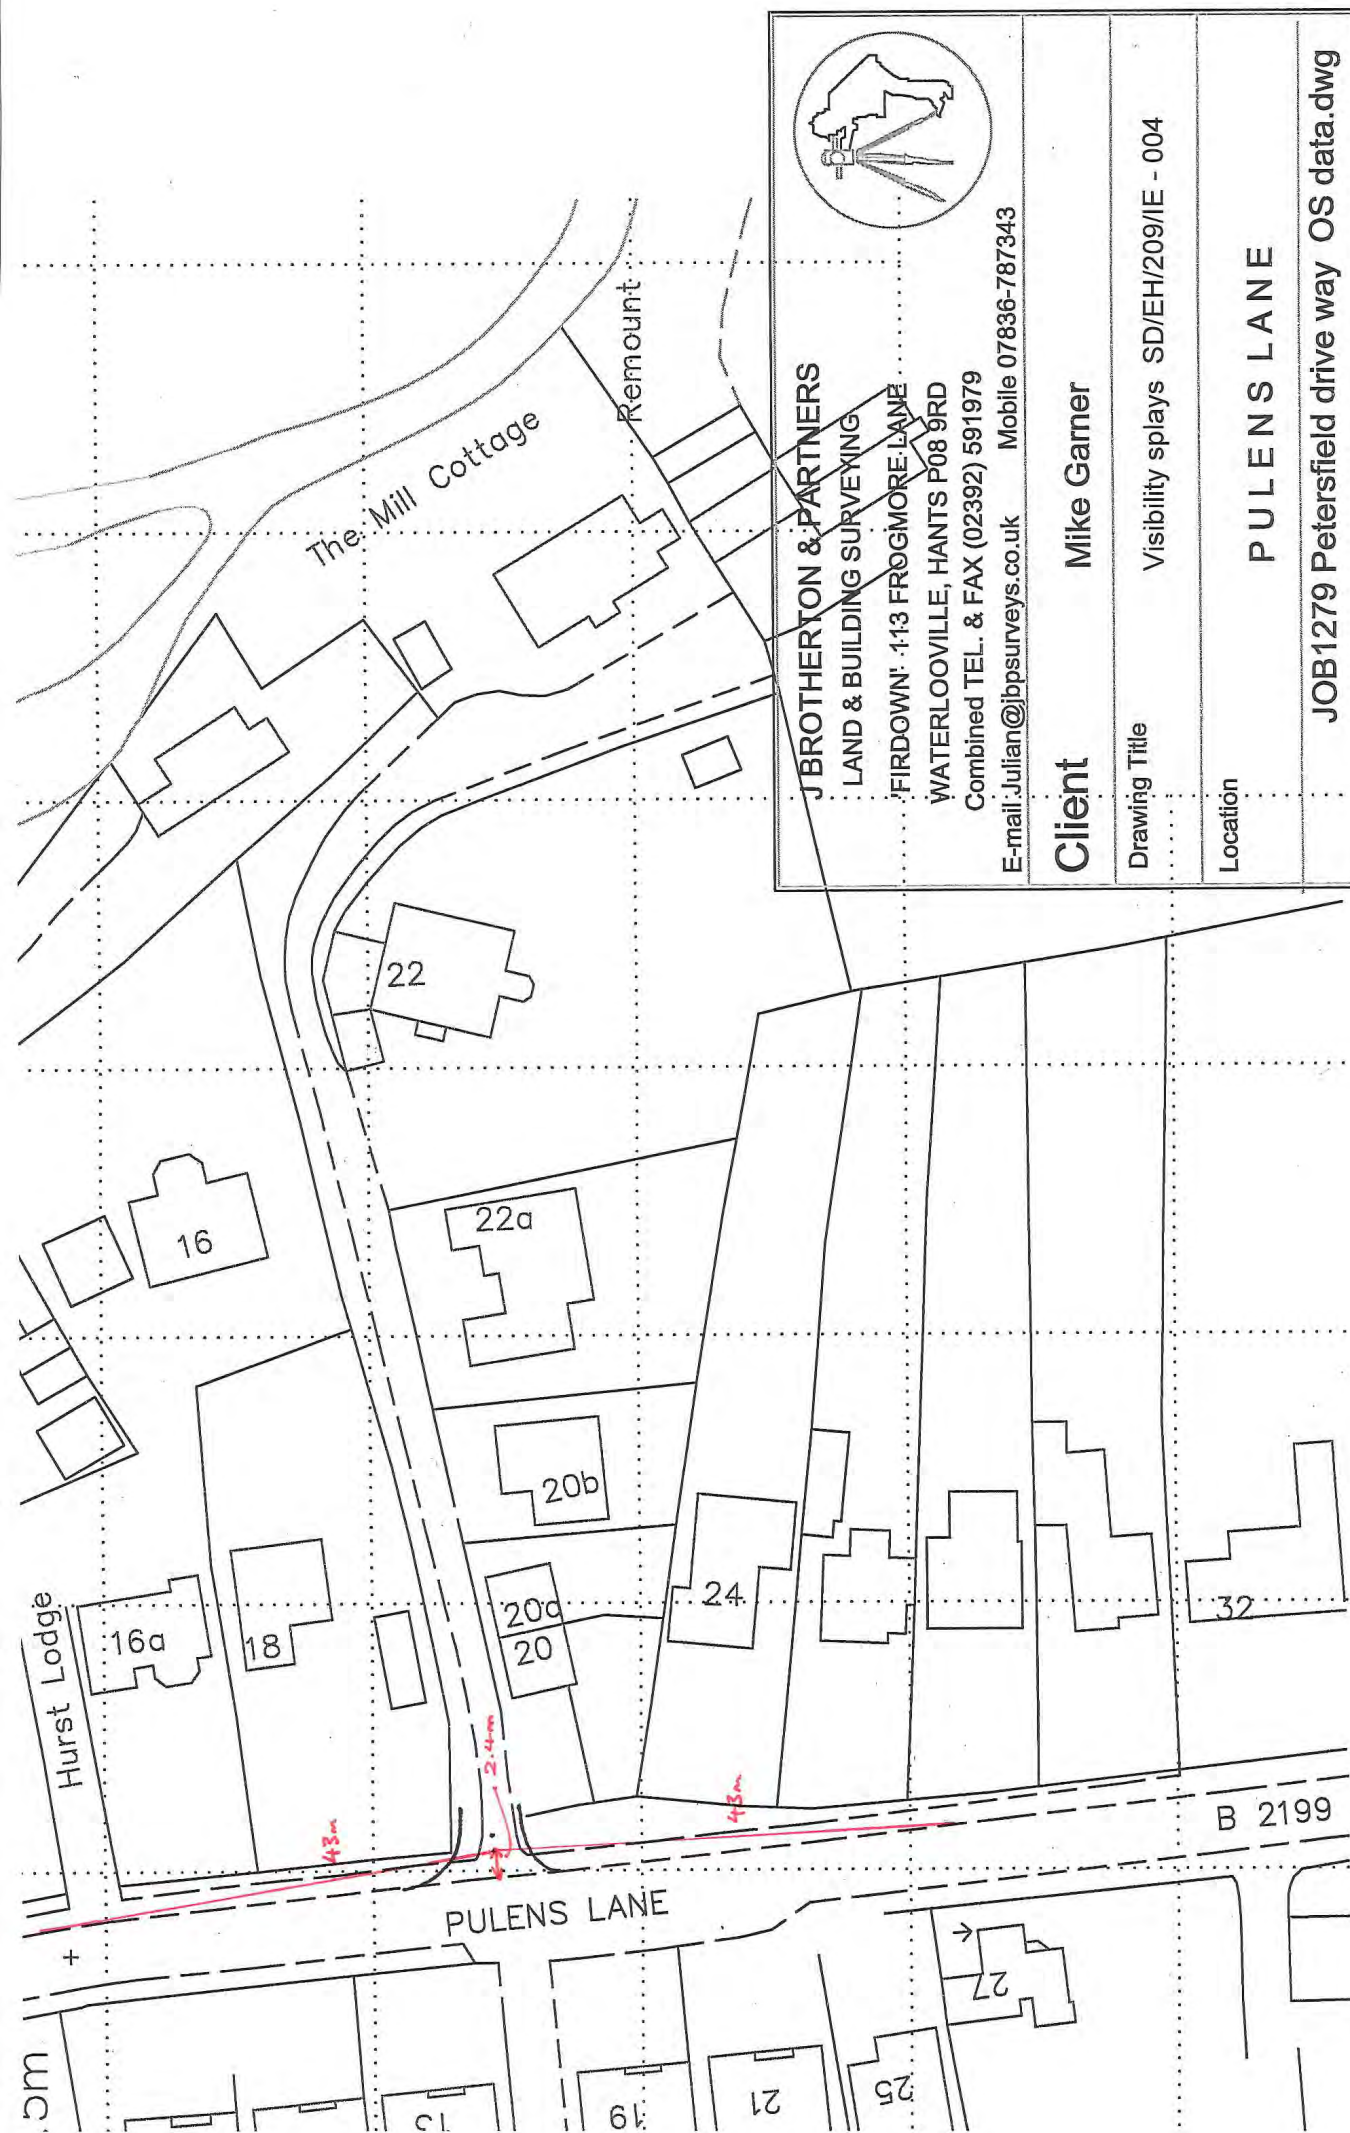 The Mill Cottage
Remount
22
16
22a
20b
Hurst Lodge
16a
18
20a
20
24
32
2.4m
43m
43m
B 2199
PULENS LANE
27
19
21
25
J BROTHERTON & PARTNERS
LAND & BUILDING SURVEYING
'FIRDOWN' 113 FROGMORE LANE
WATERLOOVILLE, HANTS P08 9RD
Combined TEL. & FAX (02392) 591979
E-mail Julian@jbpsurveys.co.uk Mobile 07836-787343
Client Mike Garner
Drawing Title Visibility splays SD/EH/209/IE - 004
Location
PULENS LANE
JOB1279 Petersfield drive way OS data.dwg